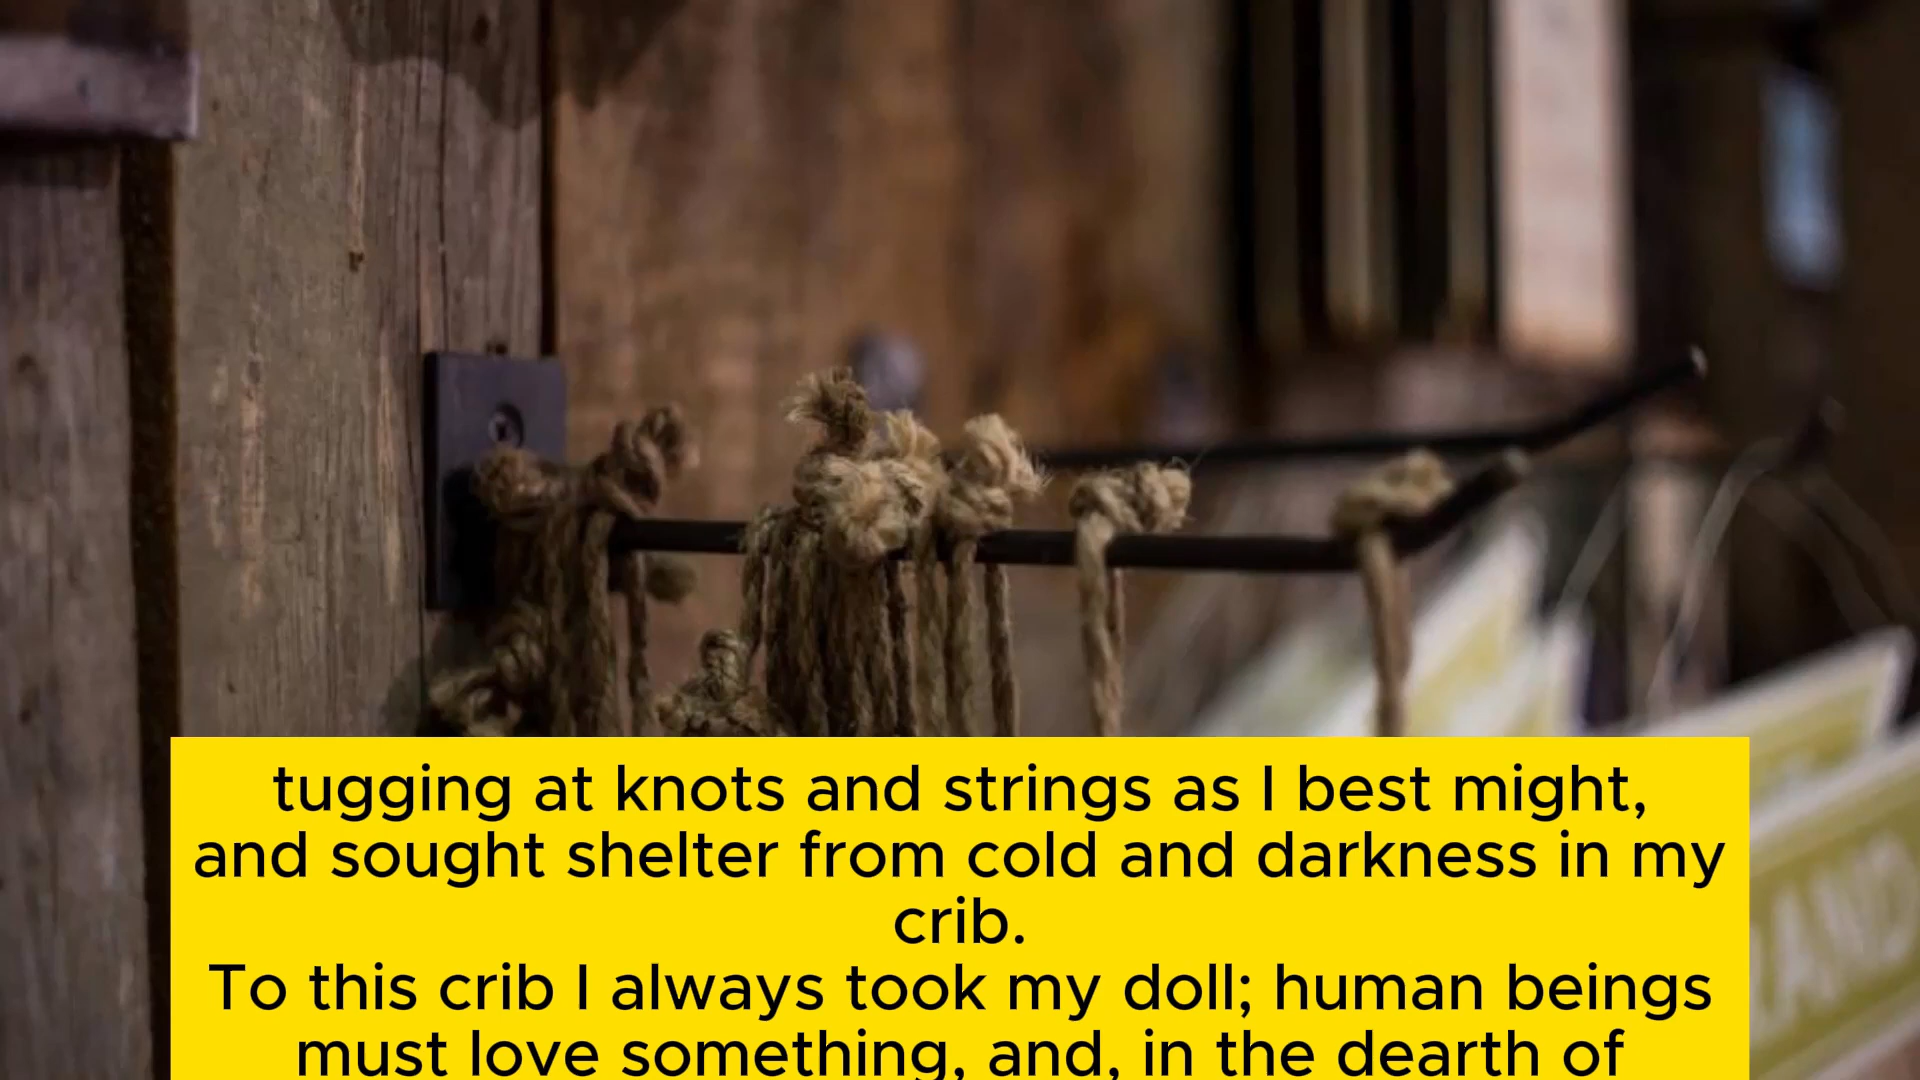 tugging at knots and strings as I best might,
and sought shelter from cold and darkness in my
crib.
To this crib I always took my doll; human beings
must love something, and, in the dearth of
AND